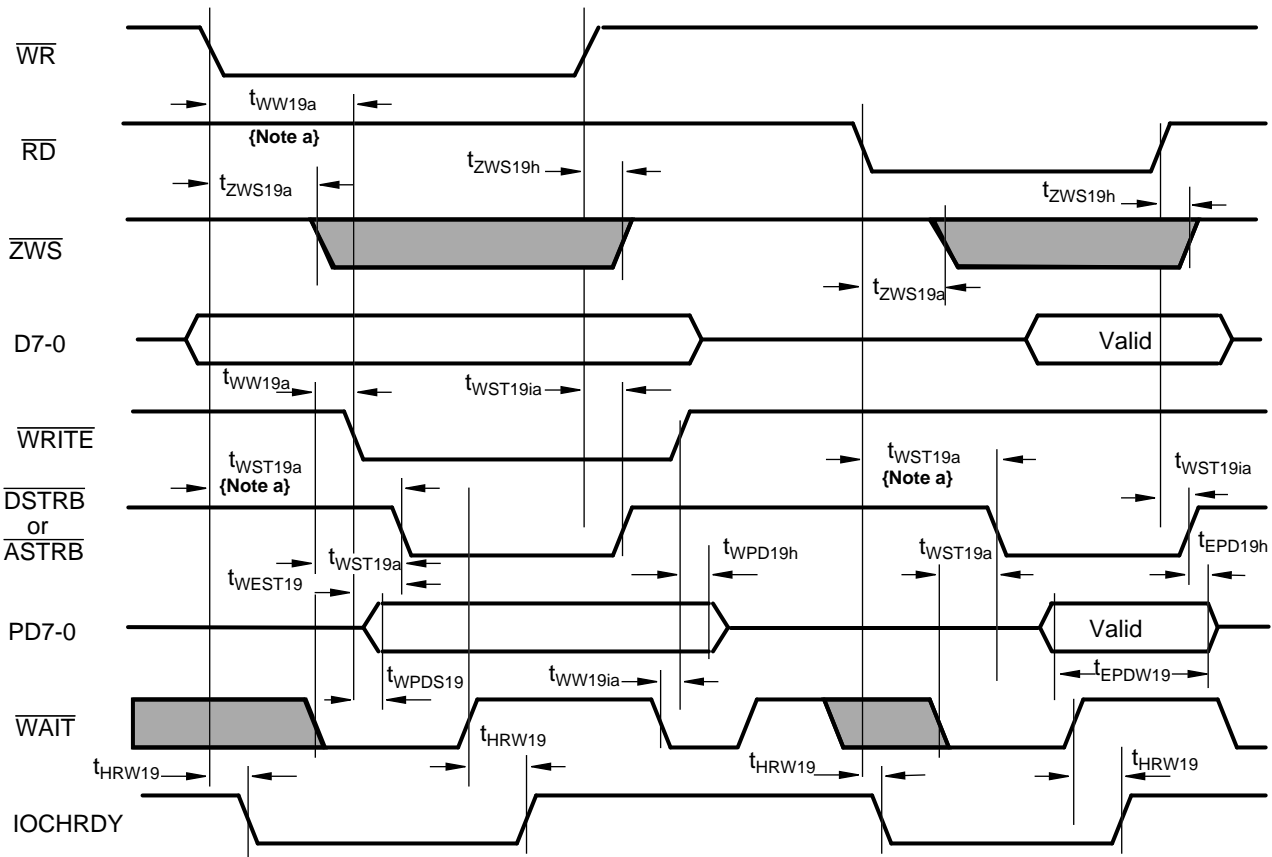 WR
tWW19a
{Note a}
RD
tZWS19h
tZWS19a
tZWS19h
ZWS
tZWS19a
D7-0
Valid
tWW19a
tWST19ia
WRITE
tWST19a
{Note a}
tWST19a
{Note a}
tWST19ia
DSTRB
or
ASTRB
tWST19a
tWPD19h
tWST19a
tEPD19h
tWEST19
PD7-0
Valid
tWPDS19
tWW19ia
tEPDW19
WAIT
tHRW19
tHRW19
tHRW19
tHRW19
IOCHRDY